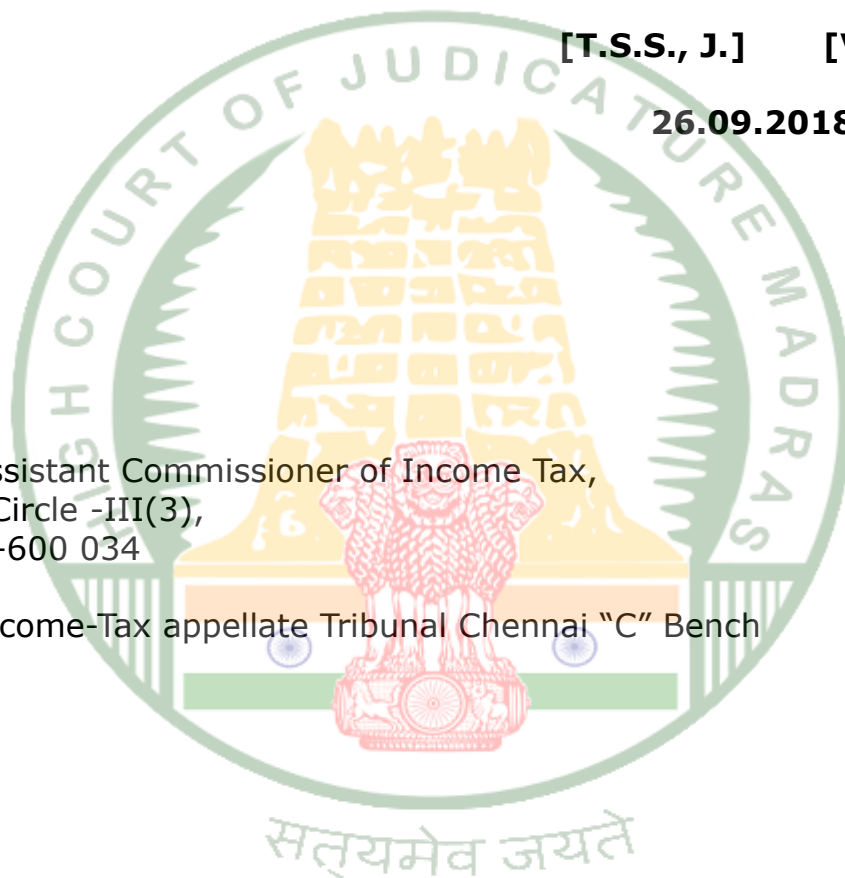 [T.S.S., J.] [V
26.09.2018
HIGH COURT OF JUDICATURE MADRAS
ssistant Commissioner of Income Tax,
Circle -III(3),
-600 034
come-Tax appellate Tribunal Chennai “C” Bench
सत्यमेव जयते